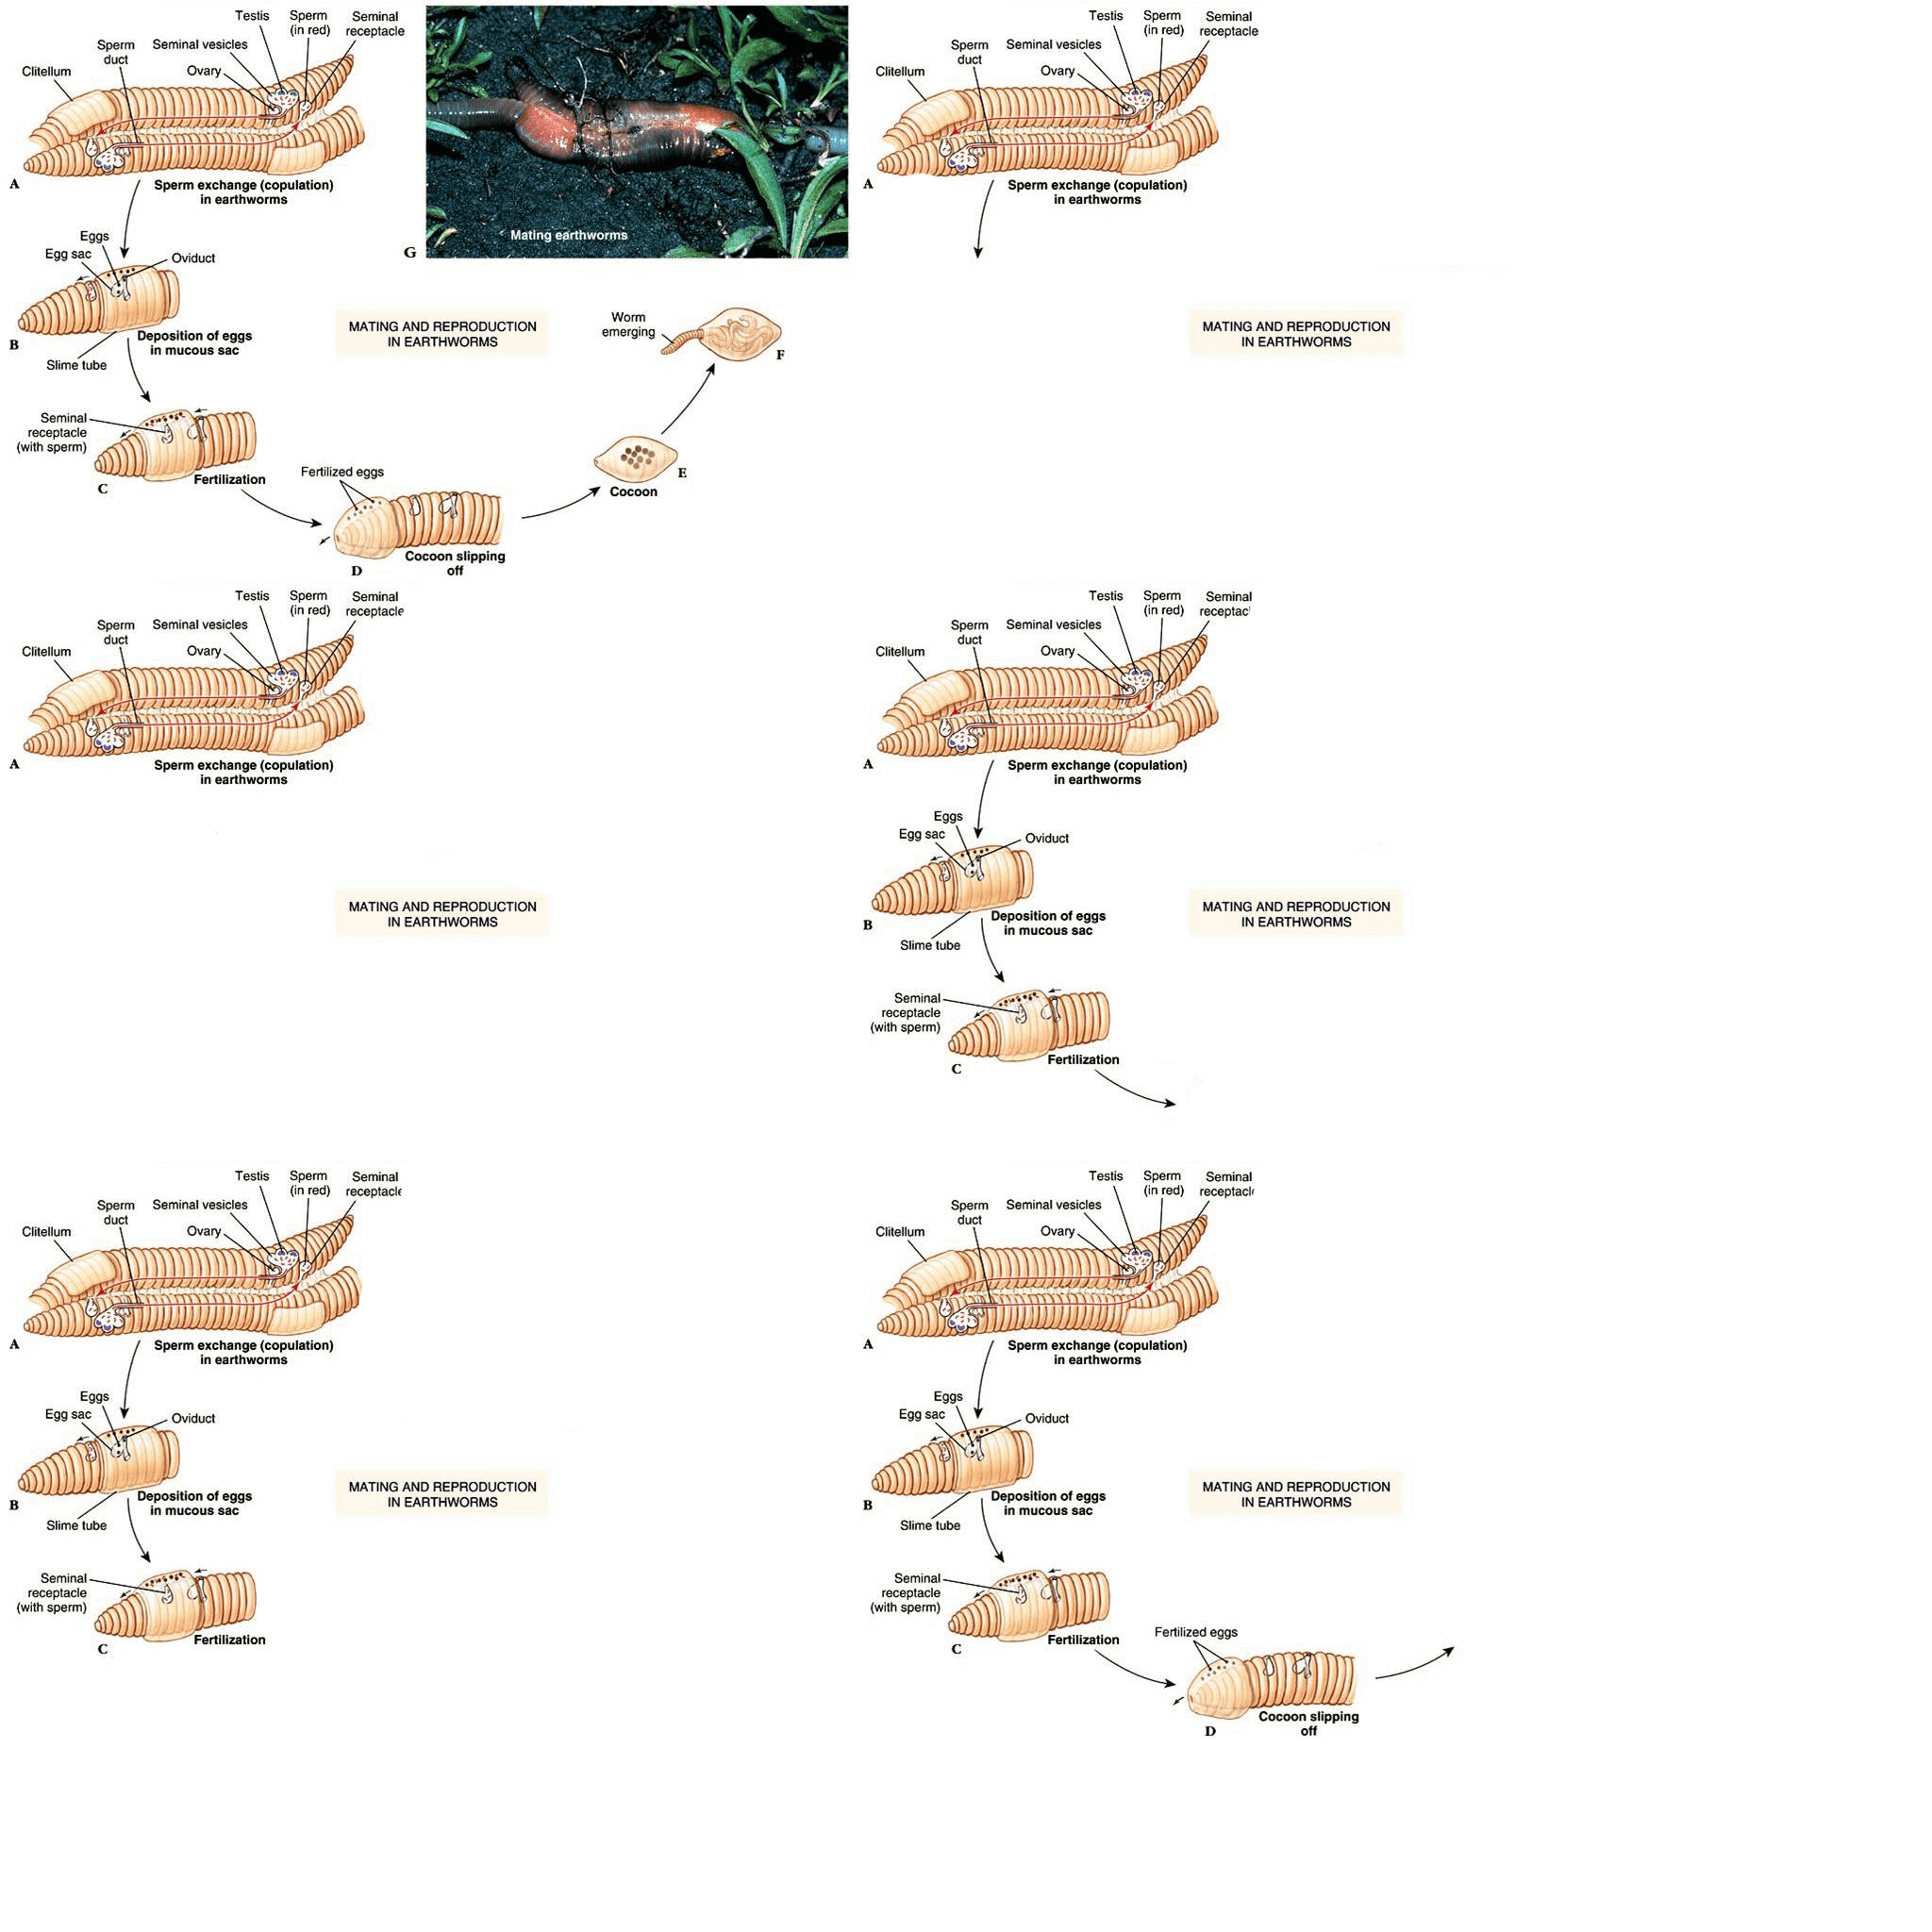 Testis
Sperm
(in red)
Seminal
receptacle
Sperm
duct
Seminal vesicles
Clitellum
Ovary
A
Sperm exchange (copulation)
in earthworms
Mating earthworms
G
Eggs
Egg sac
Oviduct
B
Deposition of eggs
in mucous sac
Slime tube
MATING AND REPRODUCTION
IN EARTHWORMS
Worm
emerging
F
Seminal
receptacle
(with sperm)
C
Fertilization
Fertilized eggs
D
Cocoon slipping
off
E
Cocoon
Testis
Sperm
(in red)
Seminal
receptacle
Sperm
duct
Seminal vesicles
Clitellum
Ovary
A
Sperm exchange (copulation)
in earthworms
MATING AND REPRODUCTION
IN EARTHWORMS
Testis
Sperm
(in red)
Seminal
receptacle
Sperm
duct
Seminal vesicles
Clitellum
Ovary
A
Sperm exchange (copulation)
in earthworms
MATING AND REPRODUCTION
IN EARTHWORMS
Testis
Sperm
(in red)
Seminal
receptac
Sperm
duct
Seminal vesicles
Clitellum
Ovary
A
Sperm exchange (copulation)
in earthworms
Eggs
Egg sac
Oviduct
B
Deposition of eggs
in mucous sac
Slime tube
MATING AND REPRODUCTION
IN EARTHWORMS
Seminal
receptacle
(with sperm)
C
Fertilization
Testis
Sperm
(in red)
Seminal
receptacle
Sperm
duct
Seminal vesicles
Clitellum
Ovary
A
Sperm exchange (copulation)
in earthworms
Eggs
Egg sac
Oviduct
B
Deposition of eggs
in mucous sac
Slime tube
MATING AND REPRODUCTION
IN EARTHWORMS
Seminal
receptacle
(with sperm)
C
Fertilization
Testis
Sperm
(in red)
Seminal
receptacle
Sperm
duct
Seminal vesicles
Clitellum
Ovary
A
Sperm exchange (copulation)
in earthworms
Eggs
Egg sac
Oviduct
B
Deposition of eggs
in mucous sac
Slime tube
MATING AND REPRODUCTION
IN EARTHWORMS
Seminal
receptacle
(with sperm)
C
Fertilization
Fertilized eggs
D
Cocoon slipping
off